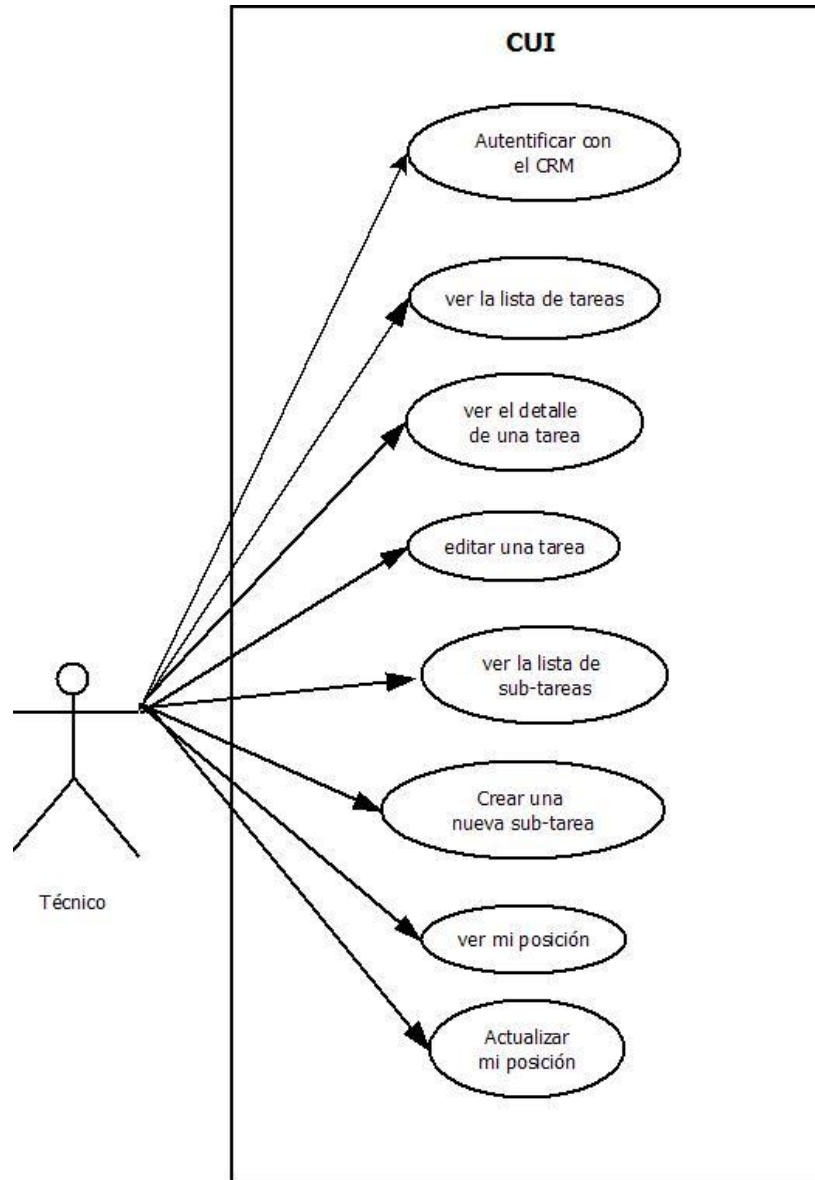 CUI
Autentificar con
el CRM
ver la lista de tareas
ver el detalle
de una tarea
editar una tarea
ver la lista de
sub-tareas
Crear una
nueva sub-tarea
Técnico
ver mi posición
Actualizar
mi posición